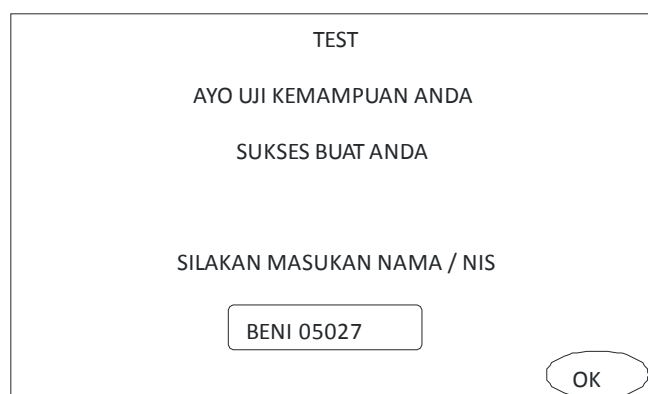 TEST
AYO UJI KEMAMPUAN ANDA
SUKSES BUAT ANDA
SILAKAN MASUKAN NAMA / NIS
BENI 05027
OK